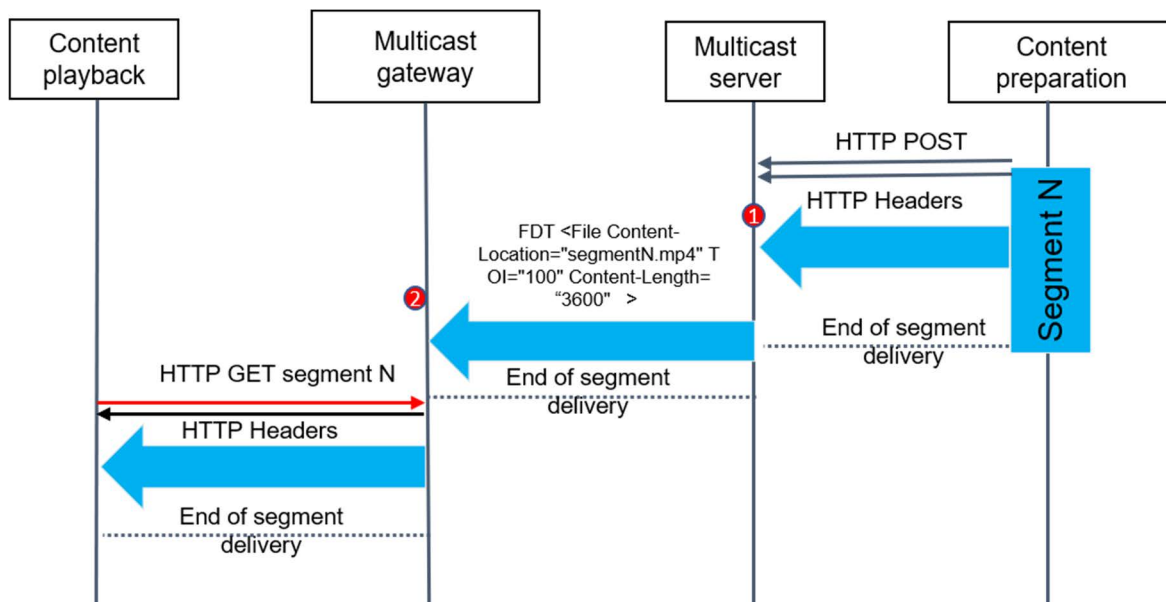 Content
playback
Multicast
gateway
Multicast
server
Content
preparation
HTTP POST
HTTP Headers
Segment N
1
FDT <File Content-
Location="segmentN.mp4" T
OI="100" Content-Length=
“3600"   >
2
End of segment
delivery
HTTP GET segment N
End of segment
delivery
HTTP Headers
End of segment
delivery